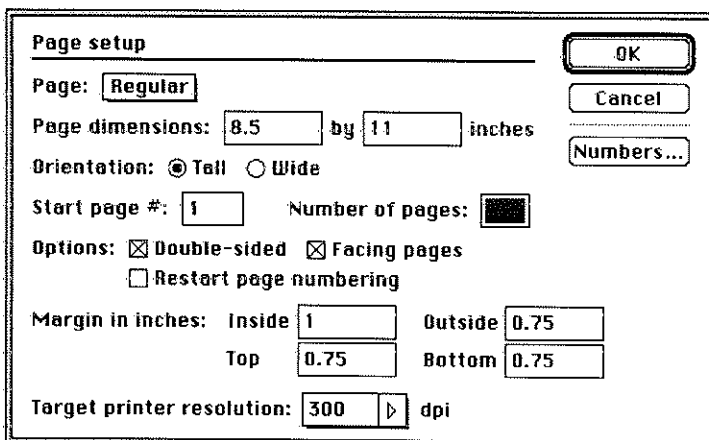 Page setup
OK
Page: Regular
Cancel
Page dimensions: 8.5 by 11 inches
Numbers...
Orientation: Tall Wide
Start page #: 1 Number of pages:
Options: Double-sided Facing pages
Restart page numbering
Margin in inches: Inside 1 Outside 0.75
Top 0.75 Bottom 0.75
Target printer resolution: 300 dpi